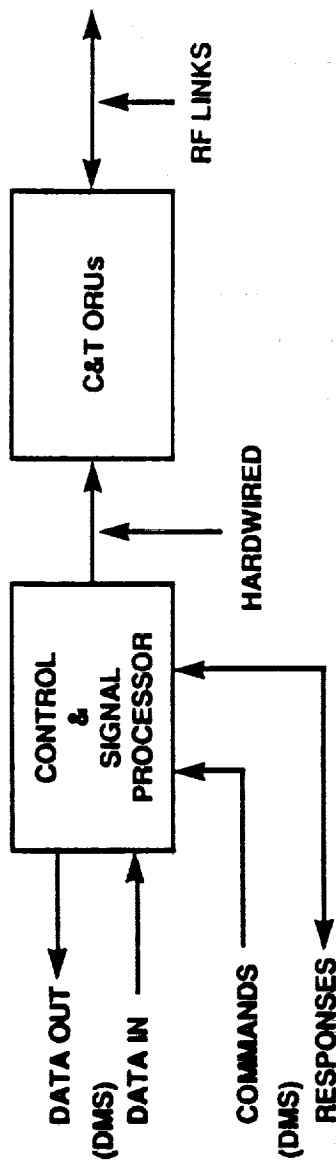 DATA OUT
(DMS)
DATA IN
COMMANDS
(DMS)
RESPONSES
CONTROL
&
SIGNAL
PROCESSOR
HARDWIRED
C&T ORUs
RF LINKS